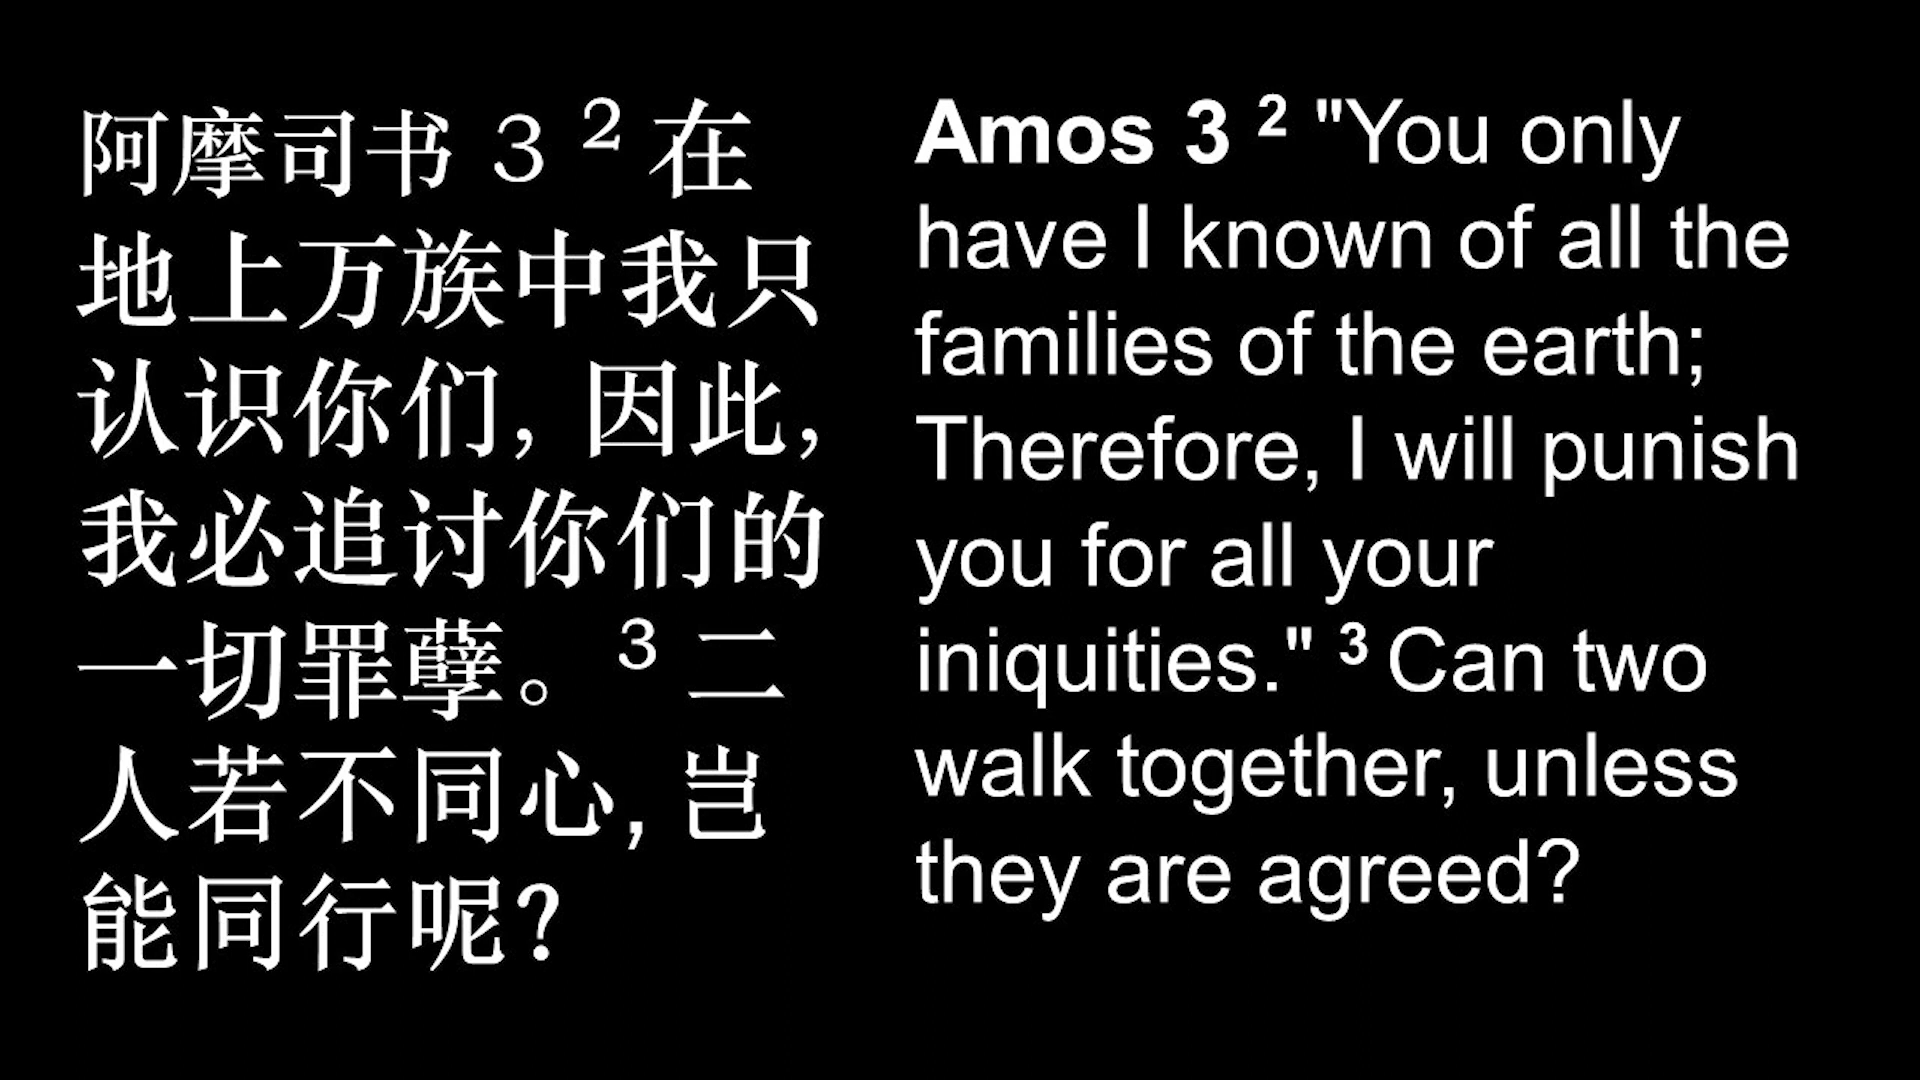 阿摩司书 3 ² 在
地上万族中我只
认识你们, 因此,
我必追讨你们的
一切罪孽。 ³ 二
人若不同心, 岂
能同行呢?
Amos 3 ² "You only
have I known of all the
families of the earth;
Therefore, I will punish
you for all your
iniquities." ³ Can two
walk together, unless
they are agreed?